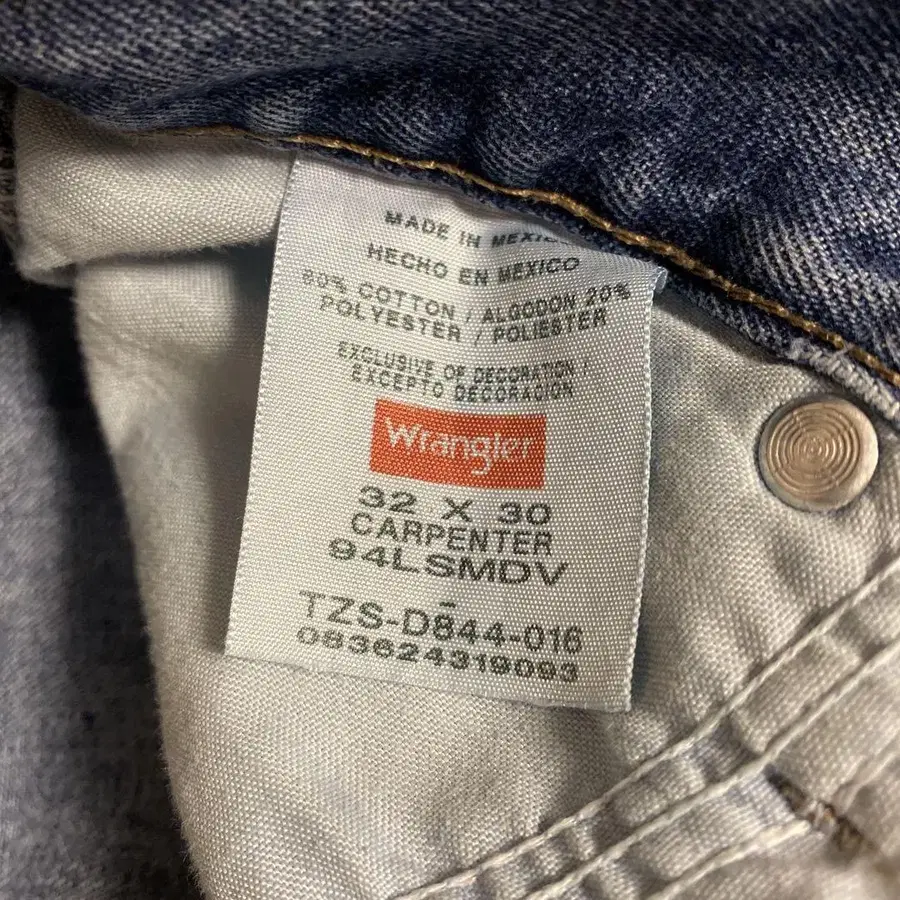 MADE IN MEXICO
HECHO EN MEXICO
80% COTTON / ALGODON 20%
POLYESTER / POLIESTER
EXCLUSIVE OF DECORATION /
EXCEPTO DECORACION
Wrangler
32 X 30
CARPENTER
94LSMDV
TZS-D844-016
083624319093